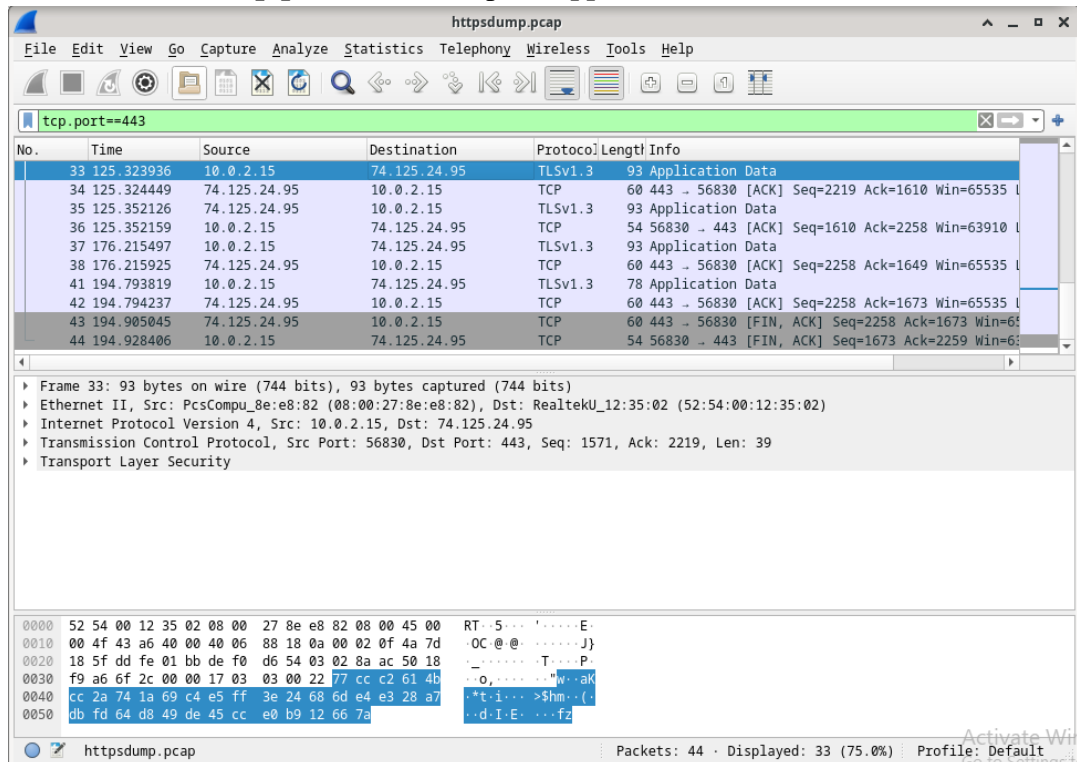 httpsdump.pcap
File Edit View Go Capture Analyze Statistics Telephony Wireless Tools Help
tcp.port==443
No. Time Source Destination Protocol Length Info
33 125.323936 10.0.2.15 74.125.24.95 TLSv1.3 93 Application Data
34 125.324449 74.125.24.95 10.0.2.15 TCP 60 443 → 56830 [ACK] Seq=2219 Ack=1610 Win=65535 L
35 125.352126 74.125.24.95 10.0.2.15 TLSv1.3 93 Application Data
36 125.352159 10.0.2.15 74.125.24.95 TCP 54 56830 → 443 [ACK] Seq=1610 Ack=2258 Win=63910 L
37 176.215497 10.0.2.15 74.125.24.95 TLSv1.3 93 Application Data
38 176.215925 74.125.24.95 10.0.2.15 TCP 60 443 → 56830 [ACK] Seq=2258 Ack=1649 Win=65535 L
41 194.793819 10.0.2.15 74.125.24.95 TLSv1.3 78 Application Data
42 194.794237 74.125.24.95 10.0.2.15 TCP 60 443 → 56830 [ACK] Seq=2258 Ack=1673 Win=65535 L
43 194.905045 74.125.24.95 10.0.2.15 TCP 60 443 → 56830 [FIN, ACK] Seq=2258 Ack=1673 Win=65
44 194.928406 10.0.2.15 74.125.24.95 TCP 54 56830 → 443 [FIN, ACK] Seq=1673 Ack=2259 Win=63
Frame 33: 93 bytes on wire (744 bits), 93 bytes captured (744 bits)
Ethernet II, Src: PcsCompu_8e:e8:82 (08:00:27:8e:e8:82), Dst: RealtekU_12:35:02 (52:54:00:12:35:02)
Internet Protocol Version 4, Src: 10.0.2.15, Dst: 74.125.24.95
Transmission Control Protocol, Src Port: 56830, Dst Port: 443, Seq: 1571, Ack: 2219, Len: 39
Transport Layer Security
0000 52 54 00 12 35 02 08 00 27 8e e8 82 08 00 45 00 RT··5··· '·····E·
0010 00 4f 43 a6 40 00 40 06 88 18 0a 00 02 0f 4a 7d ·OC·@·@· ······J}
0020 18 5f dd fe 01 bb de f0 d6 54 03 02 8a ac 50 18 ·_······ ·T····P·
0030 f9 a6 6f 2c 00 00 17 03 03 00 22 77 cc c2 61 4b ··o,···· ··"w··aK
0040 cc 2a 74 1a 69 c4 e5 ff 3e 24 68 6d e4 e3 28 a7 ·*t·i··· >$hm··(·
0050 db fd 64 d8 49 de 45 cc e0 b9 12 66 7a ··d·I·E· ···fz
Activate Wi
httpsdump.pcap Packets: 44 · Displayed: 33 (75.0%) Profile: Default